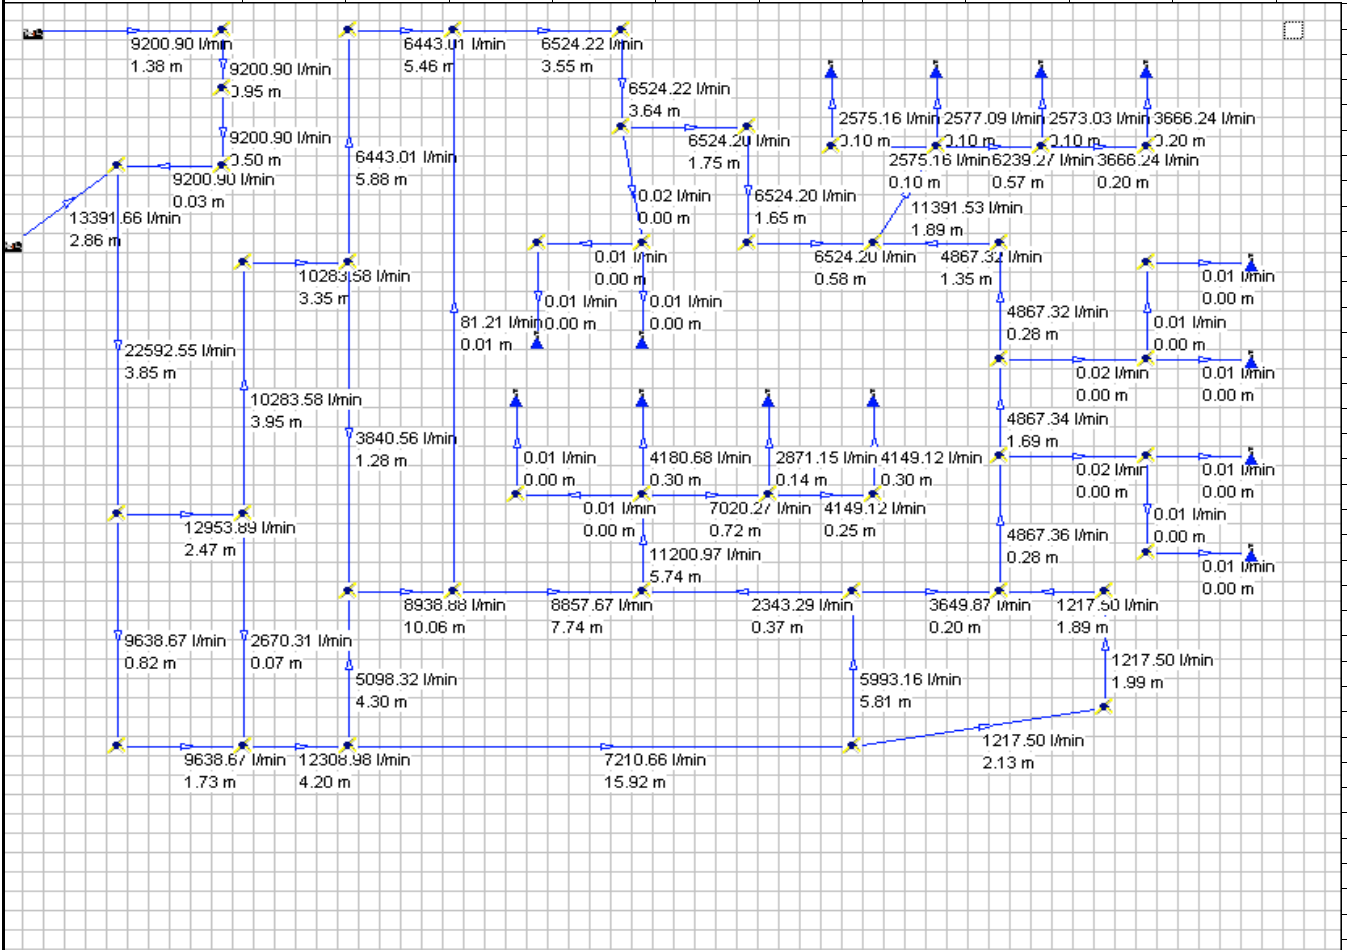 9200.90 l/min
1.38 m
6443.01 l/min
5.46 m
6524.22 l/min
3.55 m
9200.90 l/min
0.95 m
6524.22 l/min
3.64 m
9200.90 l/min
0.50 m
9200.90 l/min
0.03 m
6524.20 l/min
1.75 m
2575.16 l/min
0.10 m
2577.09 l/min
0.10 m
2573.03 l/min
0.10 m
3666.24 l/min
0.20 m
2575.16 l/min
0.10 m
6239.27 l/min
0.57 m
3666.24 l/min
0.20 m
6443.01 l/min
5.88 m
13391.66 l/min
2.86 m
0.02 l/min
0.00 m
6524.20 l/min
1.65 m
11391.53 l/min
1.89 m
10283.58 l/min
3.35 m
0.01 l/min
0.00 m
6524.20 l/min
0.58 m
4867.32 l/min
1.35 m
0.01 l/min
0.00 m
0.01 l/min
0.00 m
0.01 l/min
0.00 m
81.21 l/min
0.01 m
4867.32 l/min
0.28 m
0.01 l/min
0.00 m
22592.55 l/min
3.85 m
0.02 l/min
0.00 m
0.01 l/min
0.00 m
10283.58 l/min
3.95 m
4867.34 l/min
1.69 m
3840.56 l/min
1.28 m
0.01 l/min
0.00 m
4180.68 l/min
0.30 m
2871.15 l/min
0.14 m
4149.12 l/min
0.30 m
0.02 l/min
0.00 m
0.01 l/min
0.00 m
0.01 l/min
0.00 m
7020.27 l/min
0.72 m
4149.12 l/min
0.25 m
0.01 l/min
0.00 m
12953.89 l/min
2.47 m
4867.36 l/min
0.28 m
11200.97 l/min
5.74 m
0.01 l/min
0.00 m
8938.88 l/min
10.06 m
8857.67 l/min
7.74 m
2343.29 l/min
0.37 m
3649.87 l/min
0.20 m
1217.50 l/min
1.89 m
9638.67 l/min
0.82 m
2670.31 l/min
0.07 m
1217.50 l/min
1.99 m
5098.32 l/min
4.30 m
5993.16 l/min
5.81 m
1217.50 l/min
2.13 m
9638.67 l/min
1.73 m
12308.98 l/min
4.20 m
7210.66 l/min
15.92 m